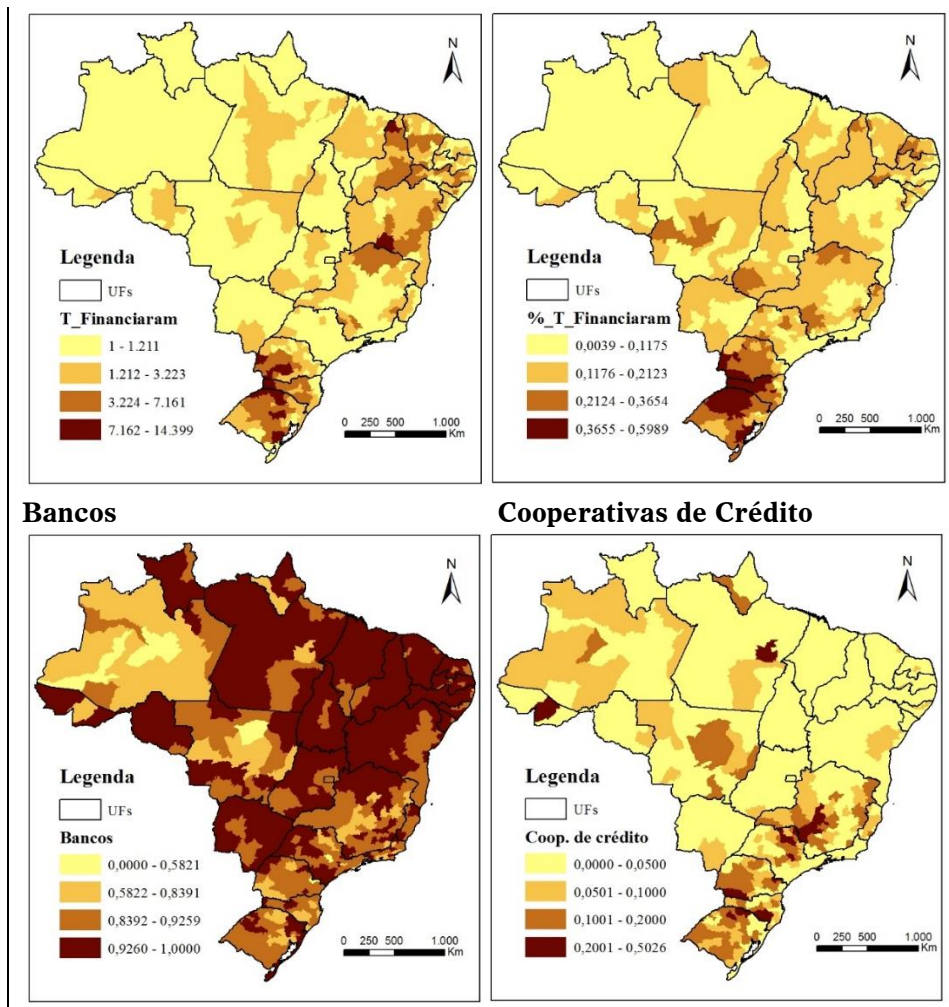 N
Legenda
UFs
T_Financiaram
1 - 1.211
1.212 - 3.223
3.224 - 7.161
7.162 - 14.399
0 250 500 1.000
Km
N
Legenda
UFs
%_T_Financiaram
0,0039 - 0,1175
0,1176 - 0,2123
0,2124 - 0,3654
0,3655 - 0,5989
0 250 500 1.000
Km
Bancos
Cooperativas de Crédito
N
Legenda
UFs
Bancos
0,0000 - 0,5821
0,5822 - 0,8391
0,8392 - 0,9259
0,9260 - 1,0000
0 250 500 1.000
Km
N
Legenda
UFs
Coop. de crédito
0,0000 - 0,0500
0,0501 - 0,1000
0,1001 - 0,2000
0,2001 - 0,5026
0 250 500 1.000
Km